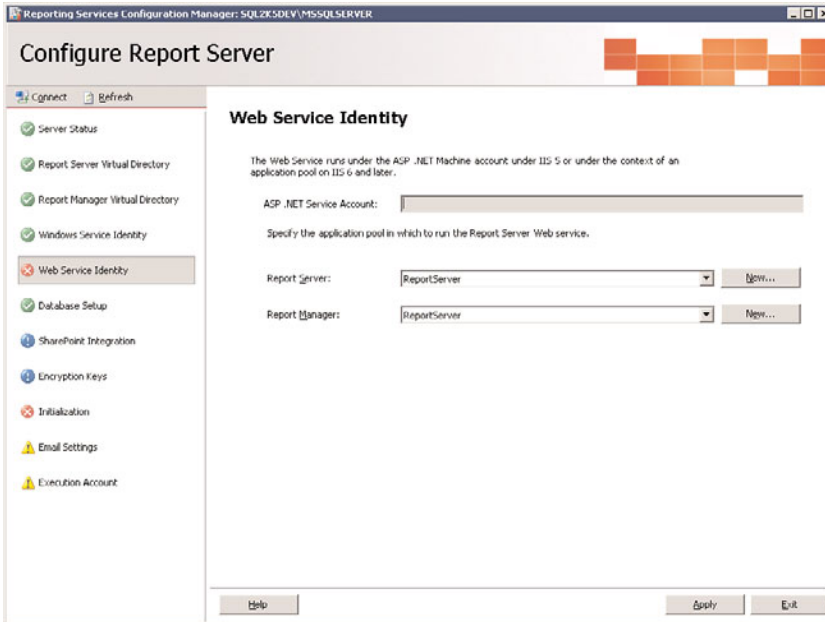 Reporting Services Configuration Manager: SQL2K5DEV\MSSQLSERVER
Configure Report Server
Connect Refresh
Server Status
Report Server Virtual Directory
Report Manager Virtual Directory
Windows Service Identity
Web Service Identity
Database Setup
SharePoint Integration
Encryption Keys
Initialization
Email Settings
Execution Account
Web Service Identity
The Web Service runs under the ASP .NET Machine account under IIS 5 or under the context of an
application pool on IIS 6 and later.
ASP .NET Service Account:
Specify the application pool in which to run the Report Server Web service.
Report Server: ReportServer New...
Report Manager: ReportServer New...
Help Apply Exit